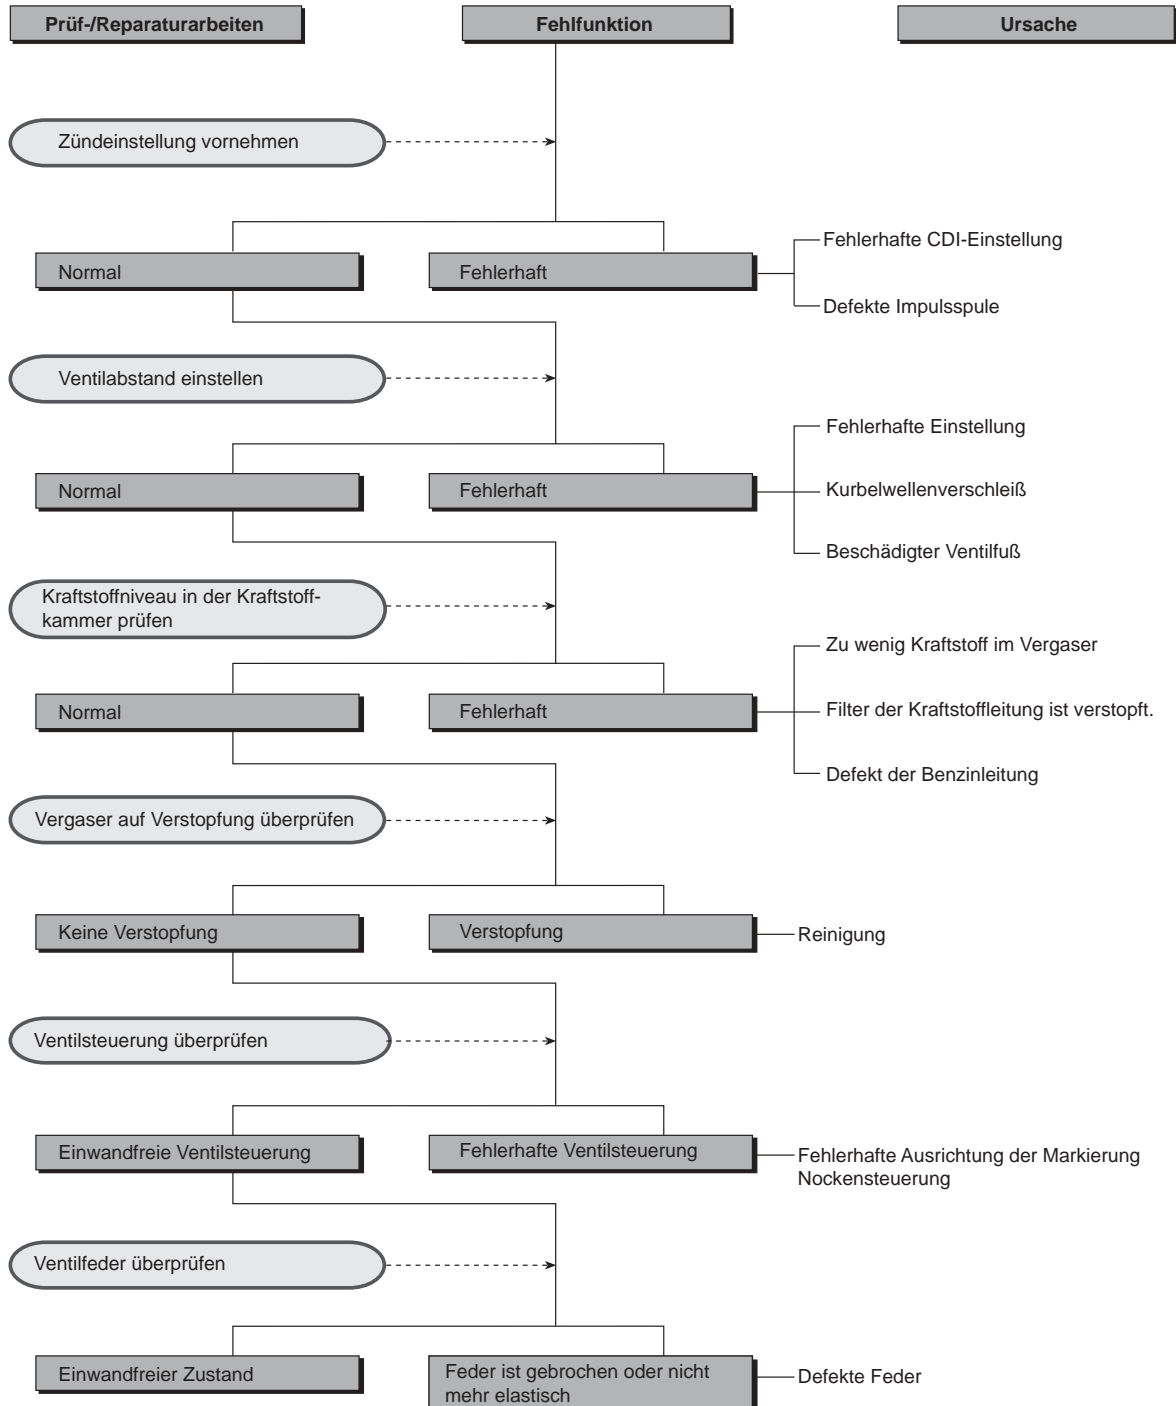 Prüf-/Reparaturarbeiten
Fehlfunktion
Ursache
Zündeinstellung vornehmen
Normal
Fehlerhaft
Fehlerhafte CDI-Einstellung
Defekte Impulsspule
Ventilabstand einstellen
Normal
Fehlerhaft
Fehlerhafte Einstellung
Kurbelwellenverschleiß
Beschädigter Ventilfuß
Kraftstoffniveau in der Kraftstoff-
kammer prüfen
Normal
Fehlerhaft
Zu wenig Kraftstoff im Vergaser
Filter der Kraftstoffleitung ist verstopft.
Defekt der Benzinleitung
Vergaser auf Verstopfung überprüfen
Keine Verstopfung
Verstopfung
Reinigung
Ventilsteuerung überprüfen
Einwandfreie Ventilsteuerung
Fehlerhafte Ventilsteuerung
Fehlerhafte Ausrichtung der Markierung
Nockensteuerung
Ventilfeder überprüfen
Einwandfreier Zustand
Feder ist gebrochen oder nicht
mehr elastisch
Defekte Feder